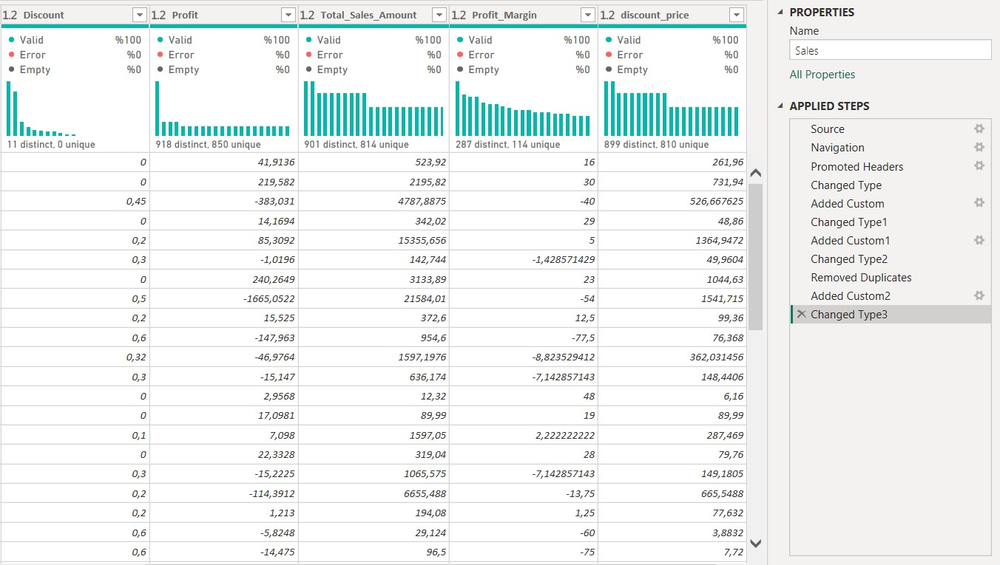 1.2 Discount 1.2 Profit 1.2 Total_Sales_Amount 1.2 Profit_Margin 1.2 discount_price
Valid %100 Valid %100 Valid %100 Valid %100 Valid %100
Error %0 Error %0 Error %0 Error %0 Error %0
Empty %0 Empty %0 Empty %0 Empty %0 Empty %0
11 distinct, 0 unique 918 distinct, 850 unique 901 distinct, 814 unique 287 distinct, 114 unique 899 distinct, 810 unique
0 41,9136 523,92 16 261,96
0 219,582 2195,82 30 731,94
0,45 -383,031 4787,8875 -40 526,667625
0 14,1694 342,02 29 48,86
0,2 85,3092 15355,656 5 1364,9472
0,3 -1,0196 142,744 -1,428571429 49,9604
0 240,2649 3133,89 23 1044,63
0,5 -1665,0522 21584,01 -54 1541,715
0,2 15,525 372,6 12,5 99,36
0,6 -147,963 954,6 -77,5 76,368
0,32 -46,9764 1597,1976 -8,823529412 362,031456
0,3 -15,147 636,174 -7,142857143 148,4406
0 2,9568 12,32 48 6,16
0 17,0981 89,99 19 89,99
0,1 7,098 1597,05 2,222222222 287,469
0 22,3328 319,04 28 79,76
0,3 -15,2225 1065,575 -7,142857143 149,1805
0,2 -114,3912 6655,488 -13,75 665,5488
0,2 1,213 194,08 1,25 77,632
0,6 -5,8248 29,124 -60 3,8832
0,6 -14,475 96,5 -75 7,72
PROPERTIES
Name
Sales
All Properties
APPLIED STEPS
Source
Navigation
Promoted Headers
Changed Type
Added Custom
Changed Type1
Added Custom1
Changed Type2
Removed Duplicates
Added Custom2
Changed Type3